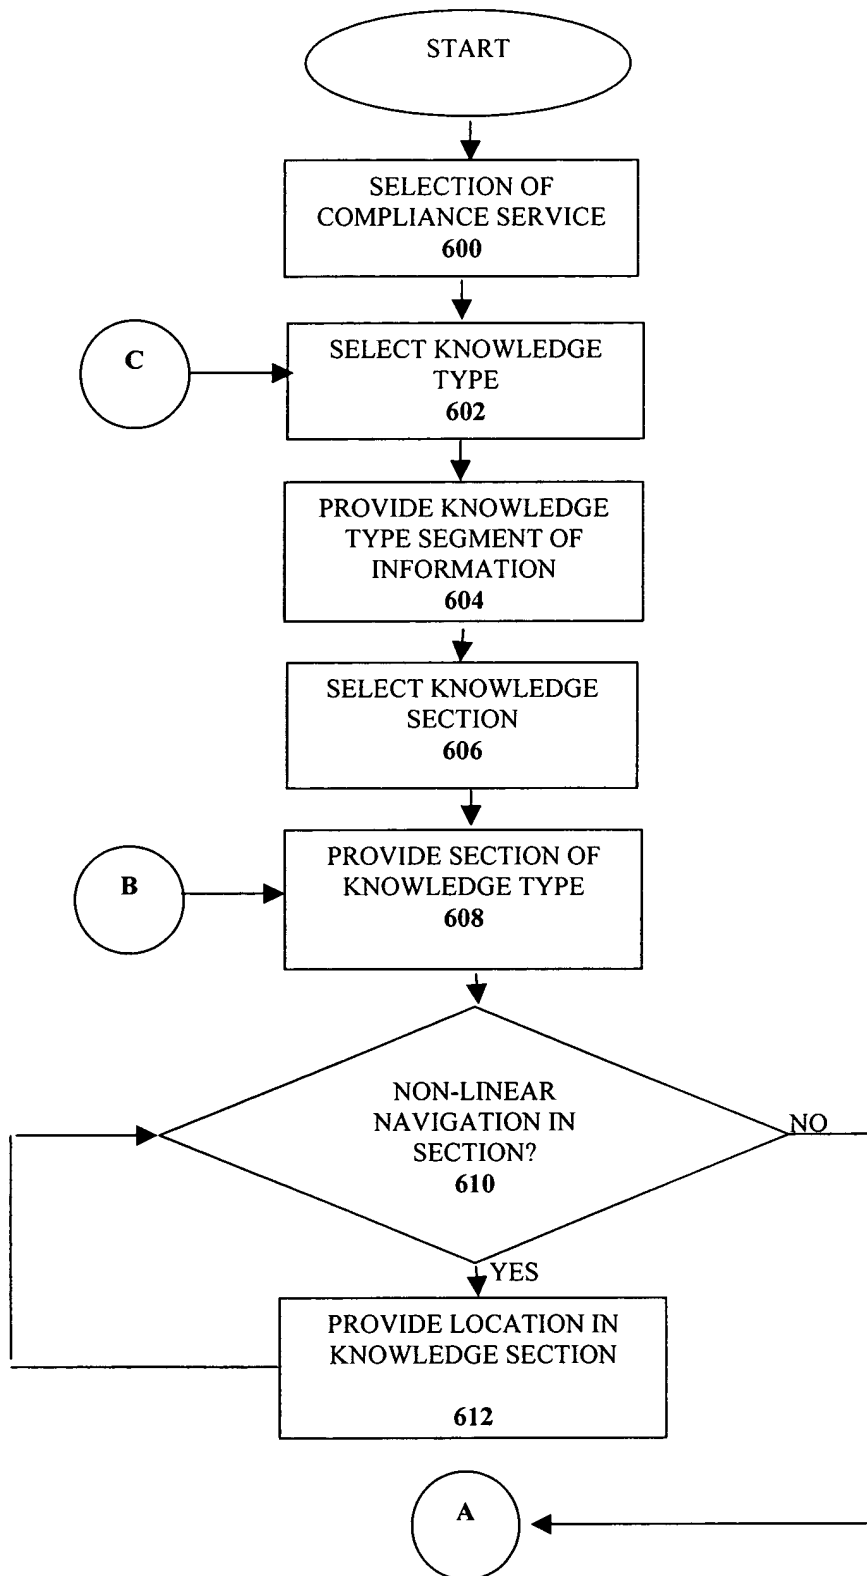 START
SELECTION OF
COMPLIANCE SERVICE
600
C
SELECT KNOWLEDGE
TYPE
602
PROVIDE KNOWLEDGE
TYPE SEGMENT OF
INFORMATION
604
SELECT KNOWLEDGE
SECTION
606
B
PROVIDE SECTION OF
KNOWLEDGE TYPE
608
NON-LINEAR
NAVIGATION IN
SECTION?
610
NO
YES
PROVIDE LOCATION IN
KNOWLEDGE SECTION
612
A